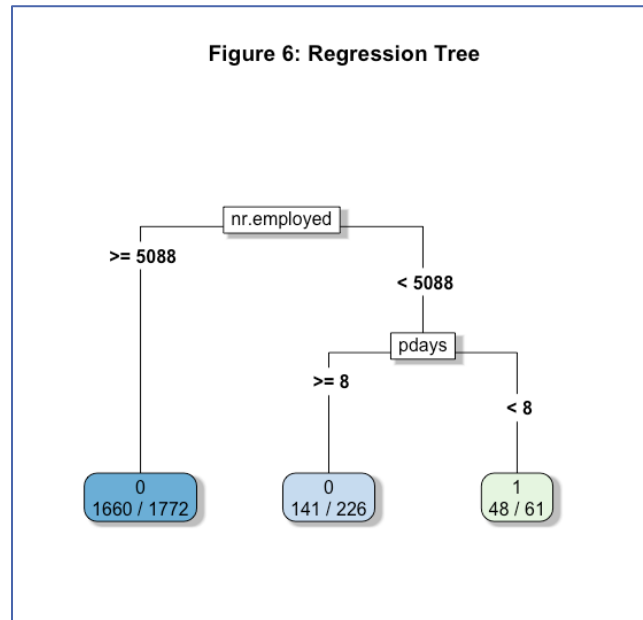 Figure 6: Regression Tree
nr.employed
>= 5088
< 5088
pdays
>= 8
< 8
0
1660 / 1772
0
141 / 226
1
48 / 61